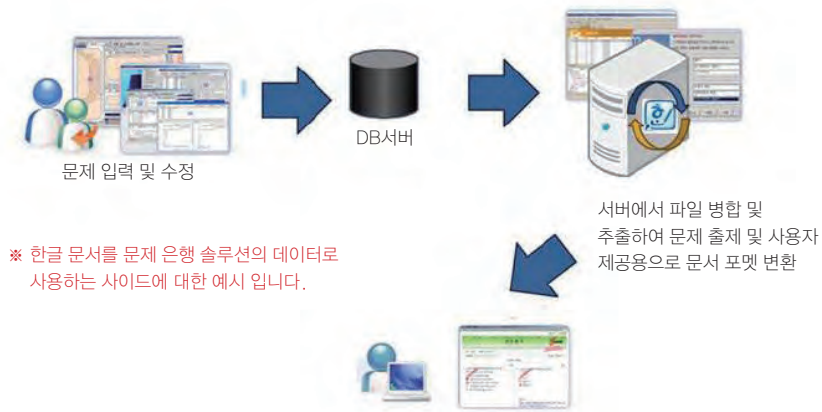 문제 입력 및 수정
DB서버
서버에서 파일 병합 및
추출하여 문제 출제 및 사용자
제공용으로 문서 포멧 변환
※ 한글 문서를 문제 은행 솔루션의 데이터로
사용하는 사이드에 대한 예시 입니다.